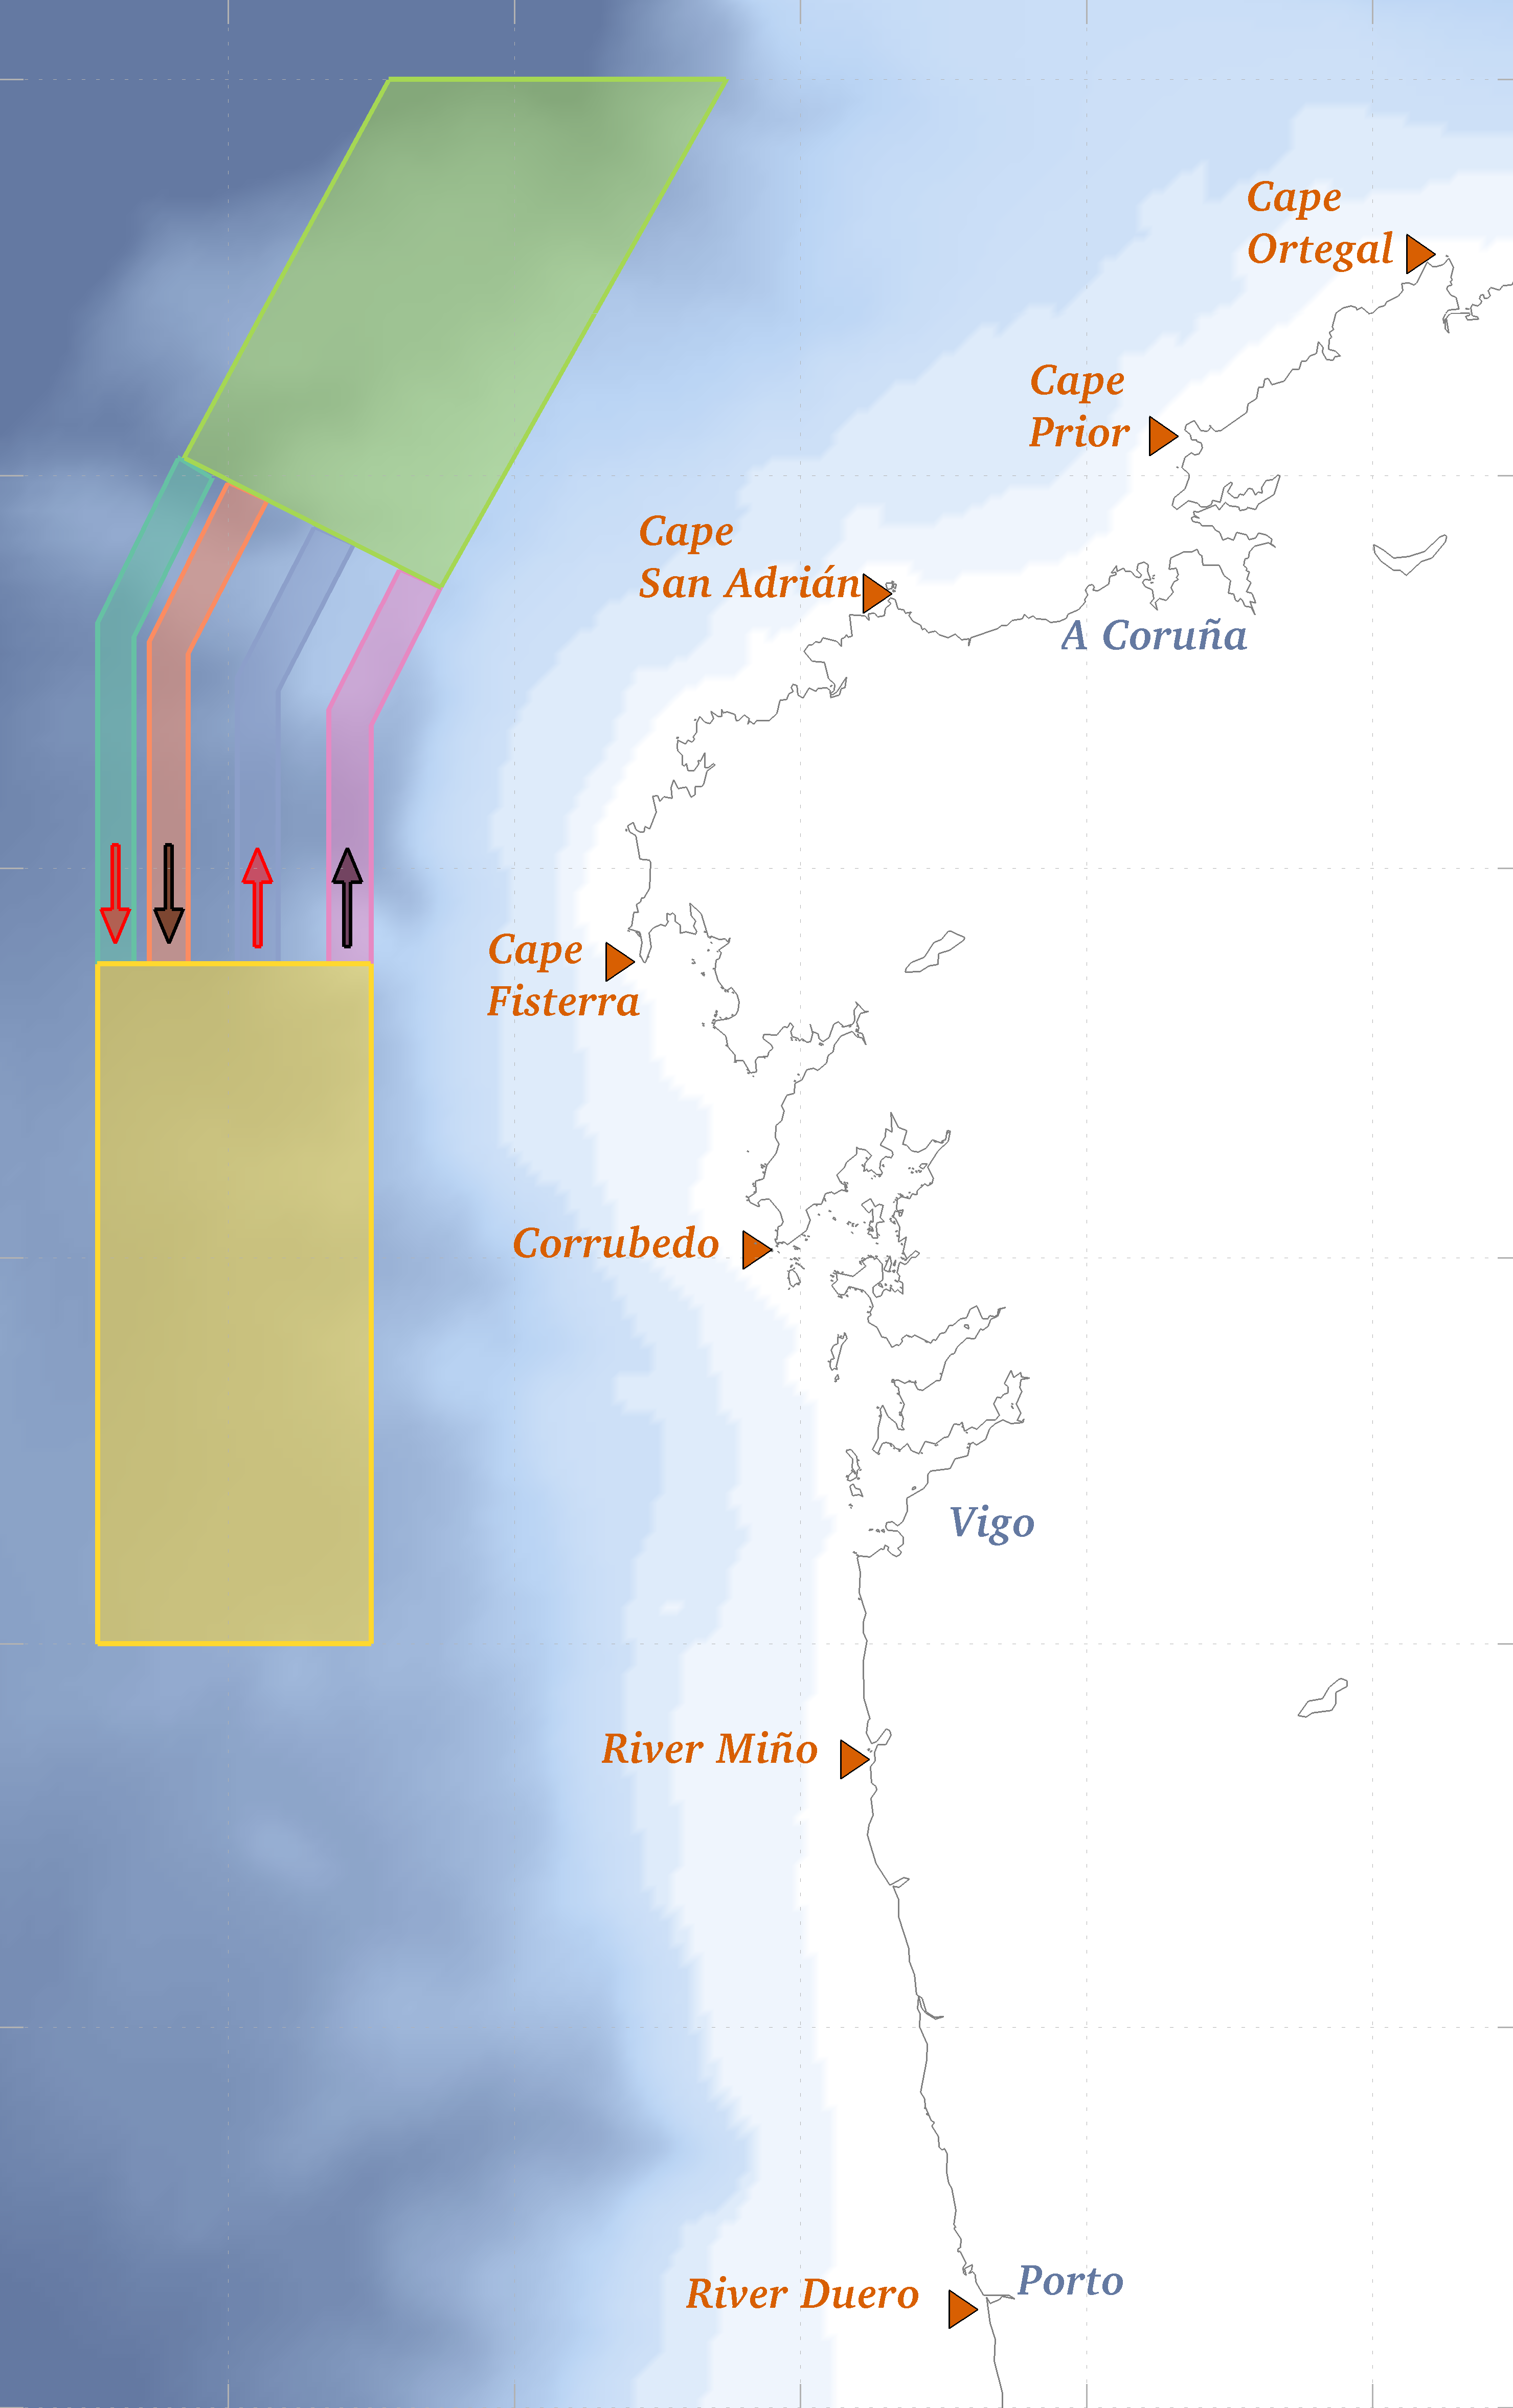 Cape
Ortegal
Cape
Prior
Cape
San Adrián
A Coruña
Cape
Fisterra
Corrubedo
Vigo
River Miño
Porto
River Duero